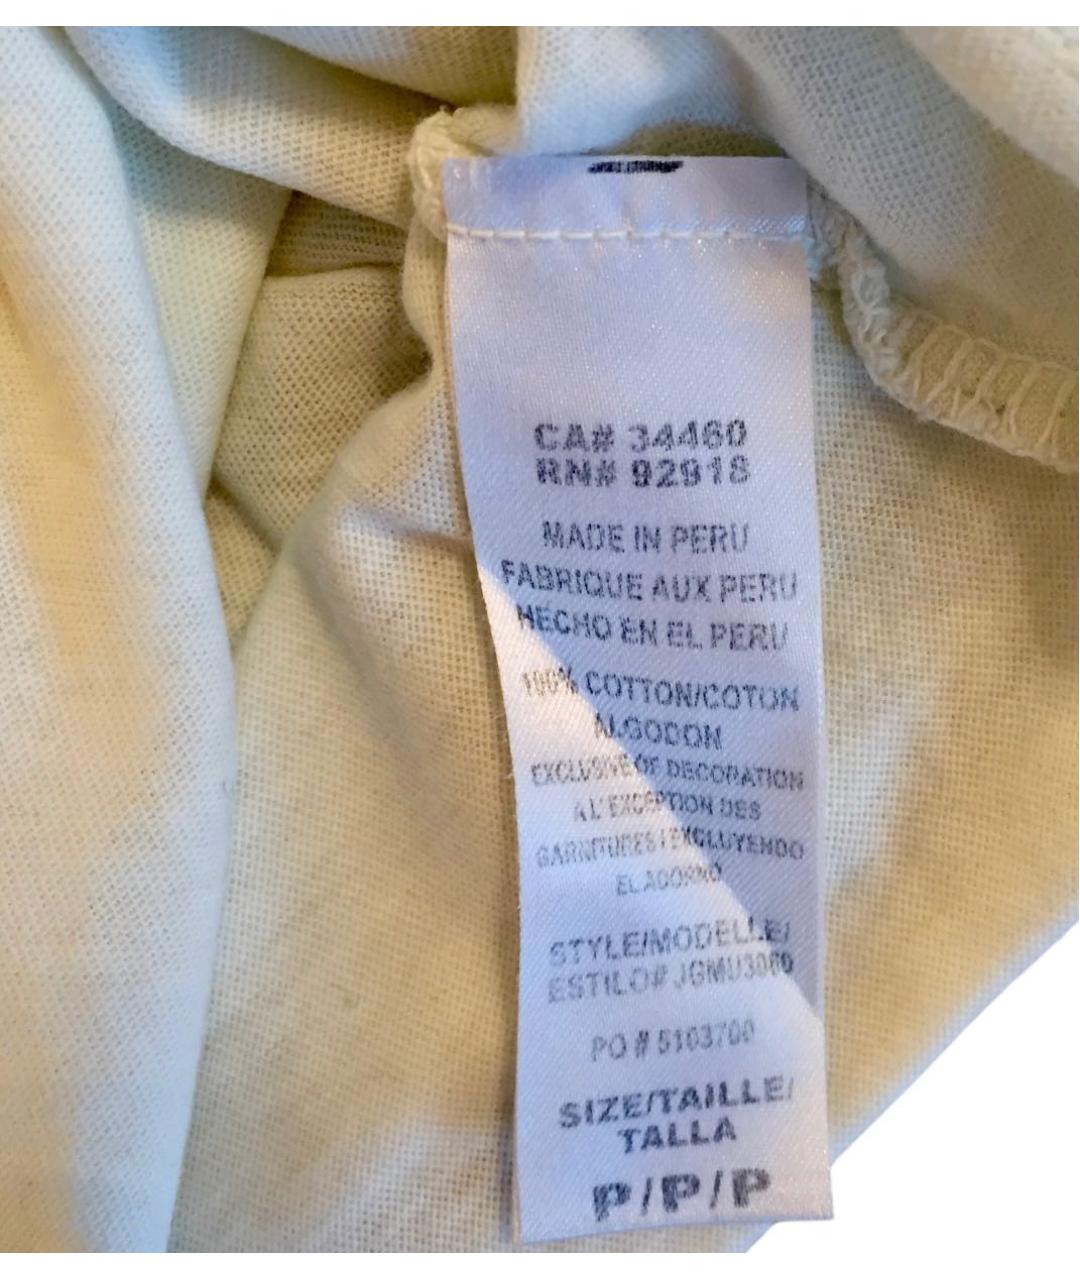 CA# 34460
RN# 92918
MADE IN PERU
FABRIQUE AUX PERU
HECHO EN EL PERU
100% COTTON/COTON
ALGODON
EXCLUSIVE OF DECORATION
A L'EXCEPTION DES
GARNITURES/EXCLUYENDO
EL ADORNO
STYLE/MODELLE/
ESTILO# JGMU3060
PO # 5103700
SIZE/TAILLE/
TALLA
P/P/P